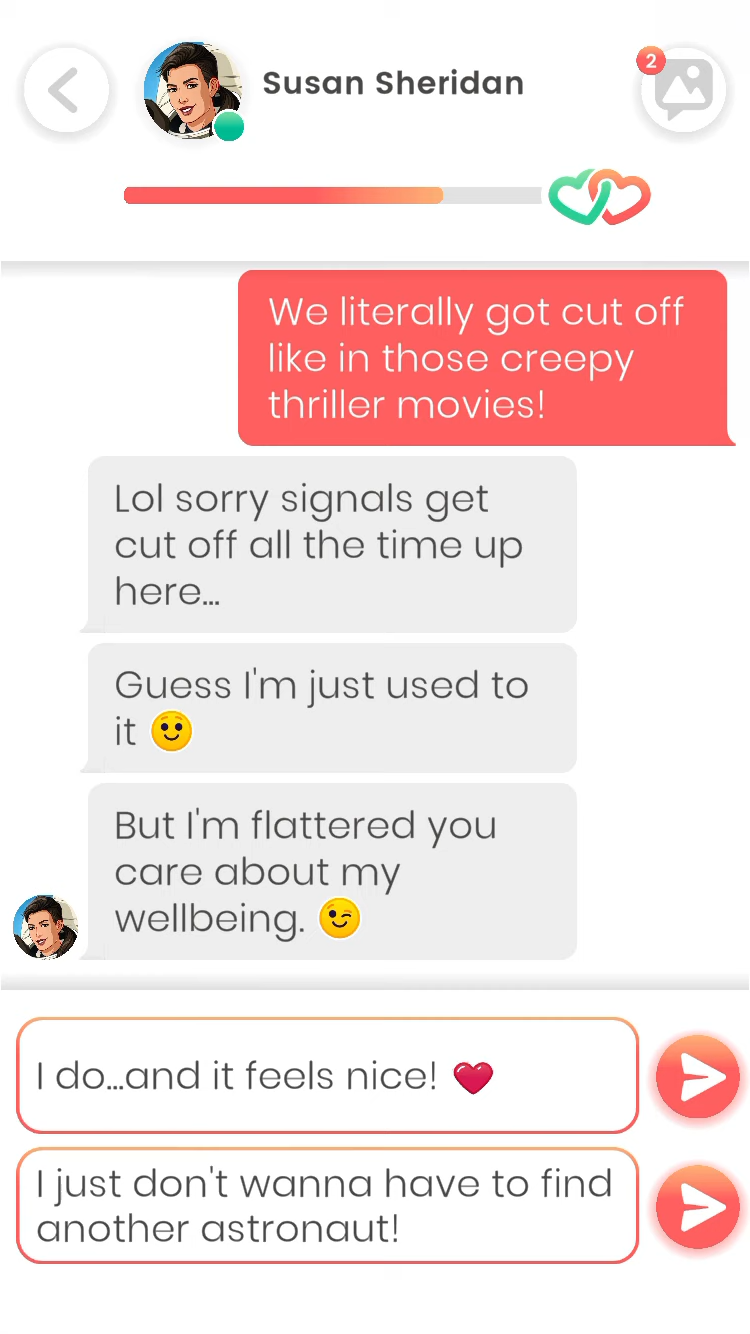 2
Susan Sheridan
We literally got cut off
like in those creepy
thriller movies!
Lol sorry signals get
cut off all the time up
here...
Guess I'm just used to
it 🙂
But I'm flattered you
care about my
wellbeing. 😉
I do...and it feels nice! ❤️
I just don't wanna have to find
another astronaut!